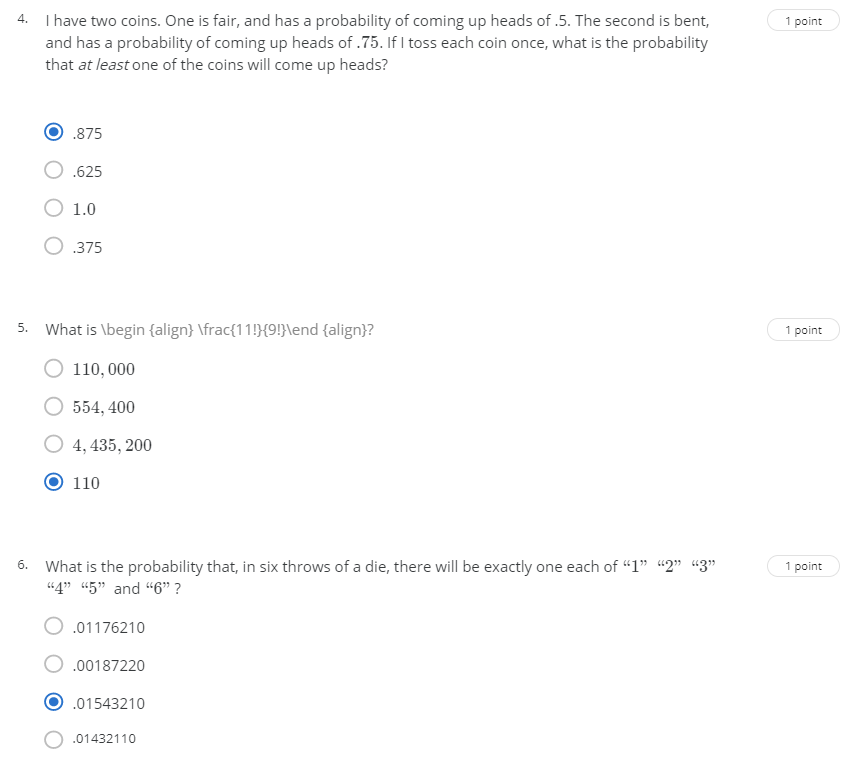 4. I have two coins. One is fair, and has a probability of coming up heads of .5. The second is bent, 1 point
and has a probability of coming up heads of .75. If I toss each coin once, what is the probability
that at least one of the coins will come up heads?
.875
.625
1.0
.375
5. What is \begin {align} \frac{11!}{9!}\end {align}? 1 point
110, 000
554, 400
4, 435, 200
110
6. What is the probability that, in six throws of a die, there will be exactly one each of “1” “2” “3” 1 point
“4” “5” and “6” ?
.01176210
.00187220
.01543210
.01432110